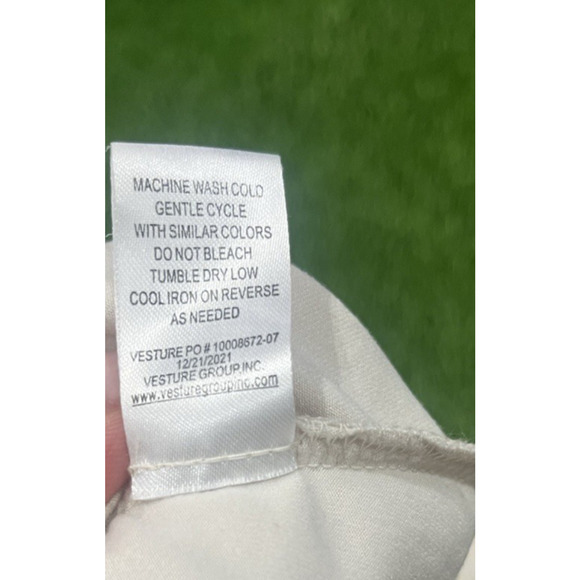 MACHINE WASH COLD
GENTLE CYCLE
WITH SIMILAR COLORS
DO NOT BLEACH
TUMBLE DRY LOW
COOL IRON ON REVERSE
AS NEEDED
VESTURE PO # 10008672-07
12/21/2021
VESTURE GROUP,INC.
www.vesturegroupinc.com